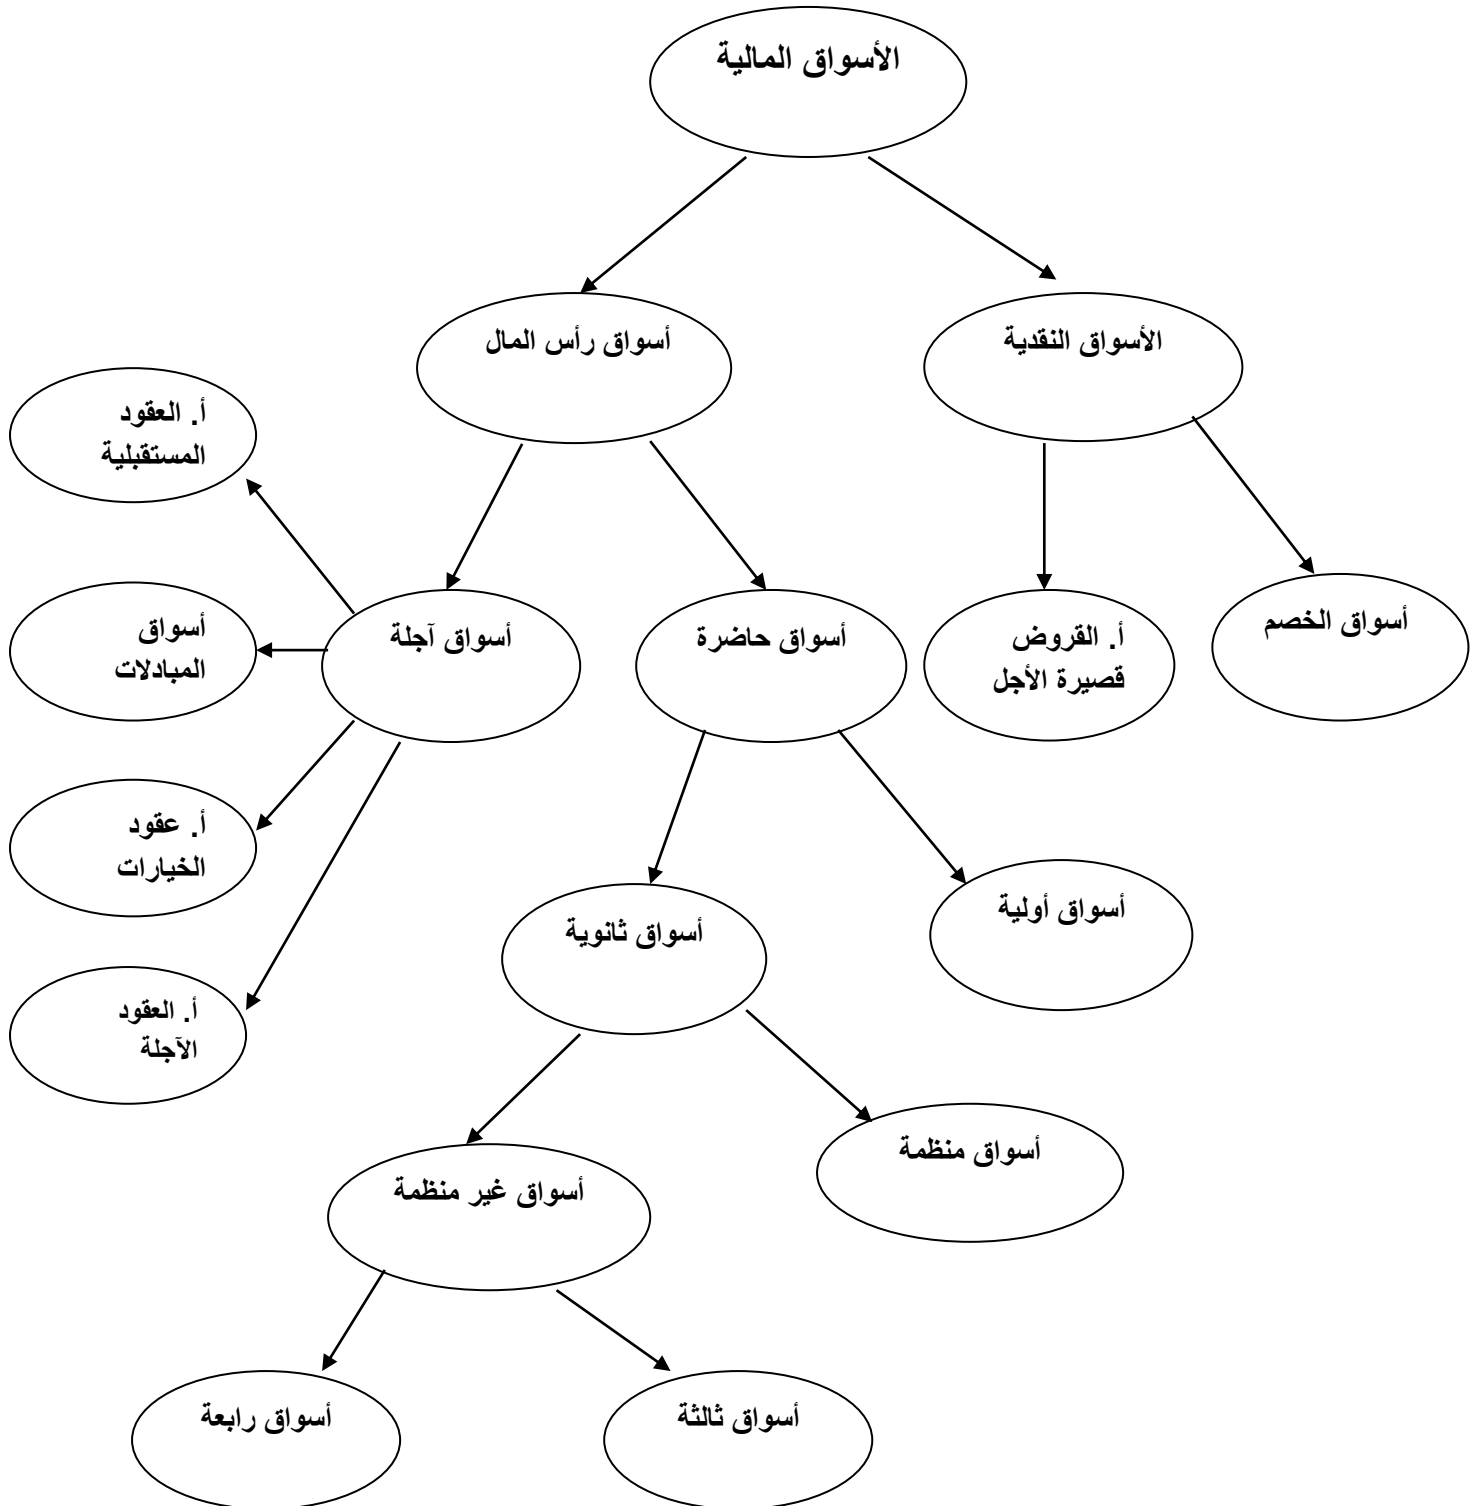 الأسواق المالية
الأسواق النقدية
أسواق رأس المال
أ. العقود
المستقبلية
أسواق الخصم
أ. القروض
قصيرة الأجل
أسواق حاضرة
أسواق آجلة
أسواق
المبادلات
أ. عقود
الخيارات
أسواق أولية
أسواق ثانوية
أ. العقود
الآجلة
أسواق منظمة
أسواق غير منظمة
أسواق ثالثة
أسواق رابعة